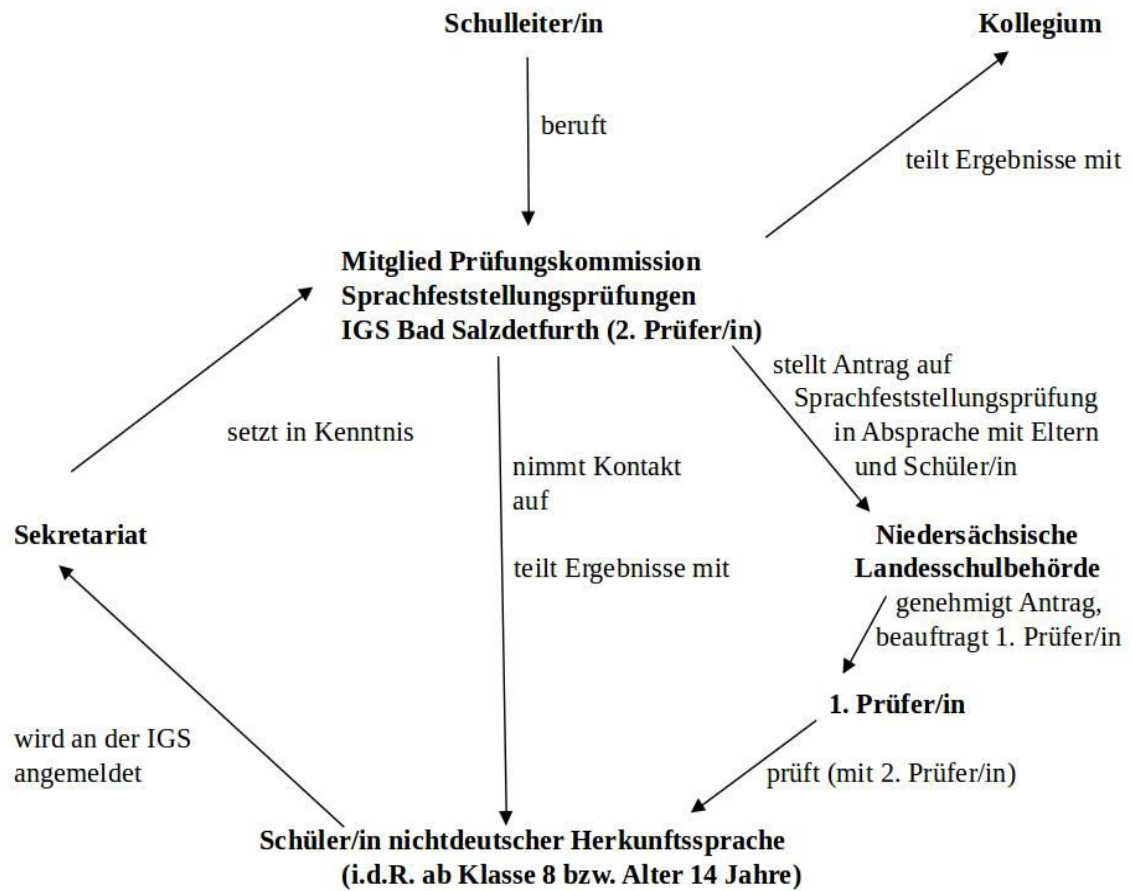 Schulleiter/in
Kollegium
beruft
teilt Ergebnisse mit
Mitglied Prüfungskommission
Sprachfeststellungsprüfungen
IGS Bad Salzdetfurth (2. Prüfer/in)
stellt Antrag auf
Sprachfeststellungsprüfung
in Absprache mit Eltern
und Schüler/in
setzt in Kenntnis
nimmt Kontakt
auf
teilt Ergebnisse mit
Sekretariat
Niedersächsische
Landesschulbehörde
genehmigt Antrag,
beauftragt 1. Prüfer/in
1. Prüfer/in
wird an der IGS
angemeldet
prüft (mit 2. Prüfer/in)
Schüler/in nichtdeutscher Herkunftssprache
(i.d.R. ab Klasse 8 bzw. Alter 14 Jahre)